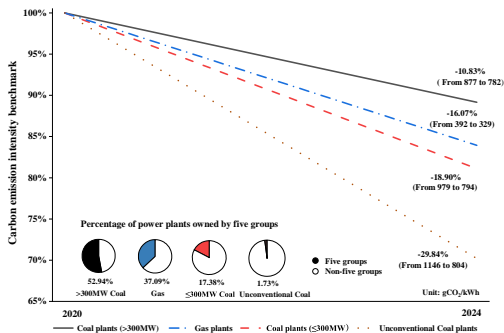 100%
95%
90%
85%
80%
75%
70%
65%
Carbon emission intensity benchmark
-10.83%
( From 877 to 782)
-16.07%
(From 392 to 329)
-18.90%
(From 979 to 794)
-29.84%
(From 1146 to 804)
Percentage of power plants owned by five groups
52.94%
>300MW Coal
37.09%
Gas
17.38%
≤300MW Coal
1.73%
Unconventional Coal
Five groups
Non-five groups
Unit: gCO₂/kWh
2020
2024
Coal plants (>300MW)
Gas plants
Coal plants (≤300MW)
Unconventional Coal plants